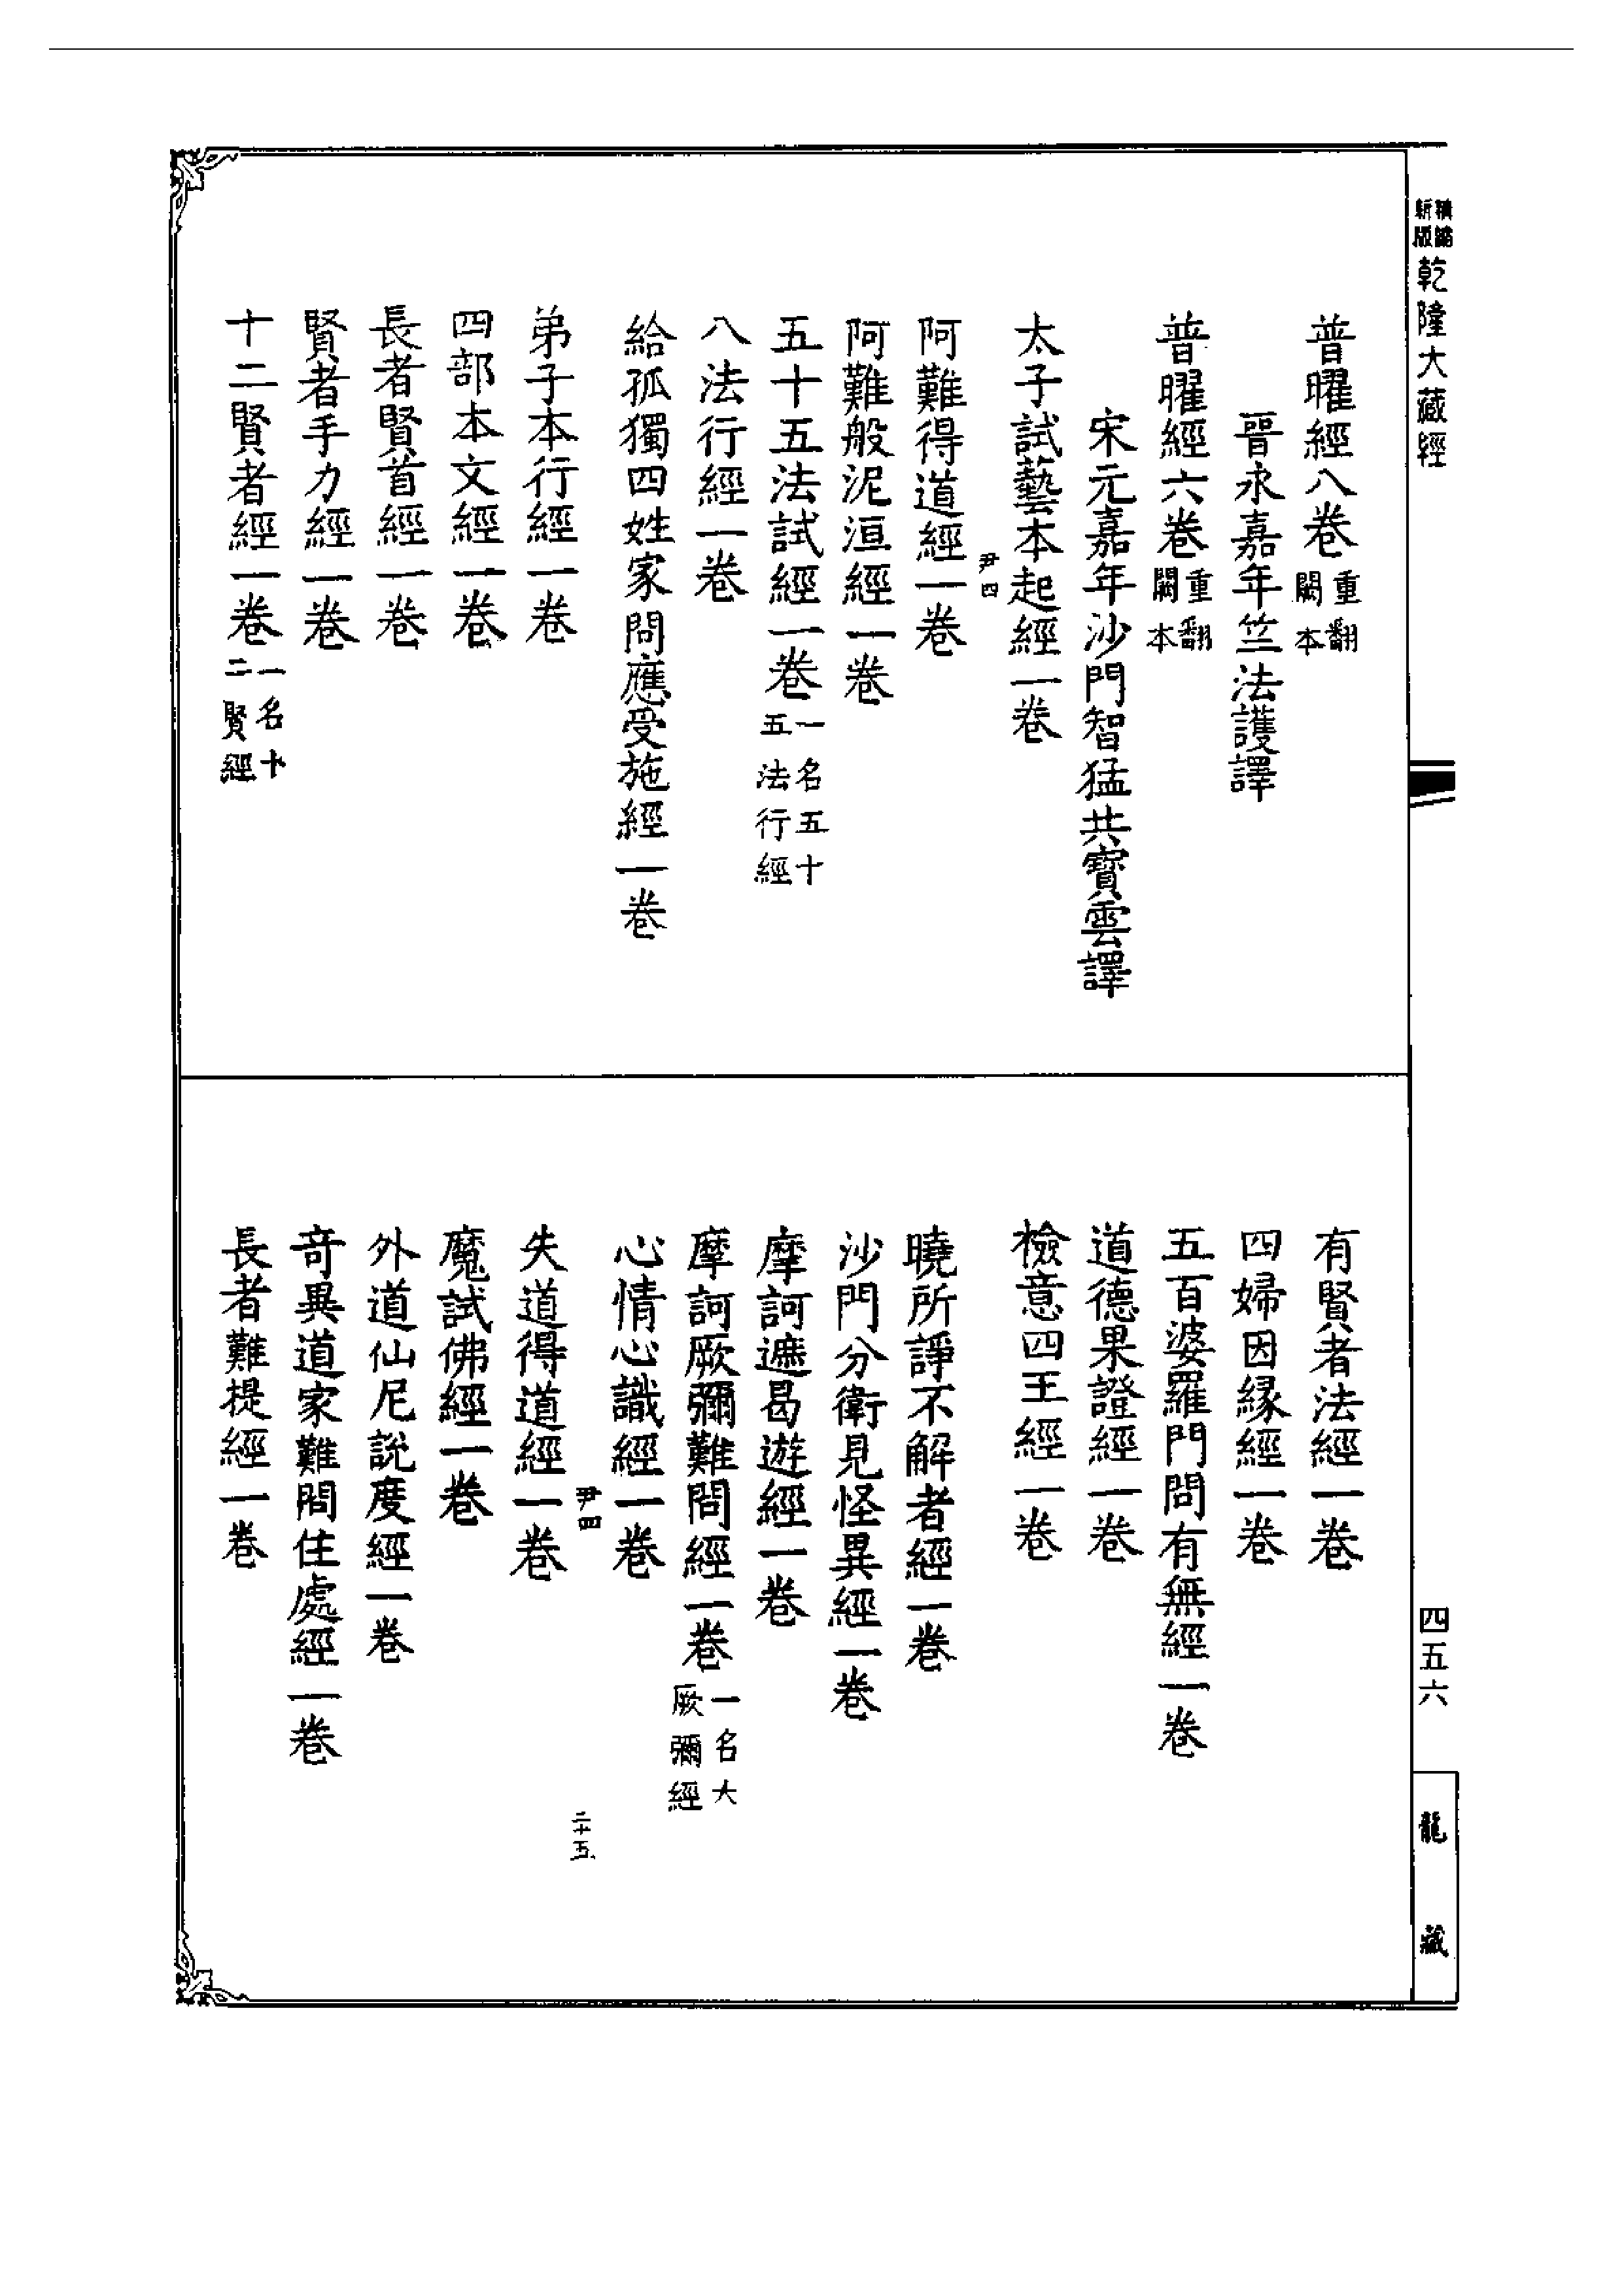 新版精編乾隆大藏經
普曜經八卷重翻闕本
晉永嘉年竺法護譯
普曜經六卷重翻闕本
宋元嘉年沙門智猛共寶雲譯
太子試藝本起經一卷
尹四
阿難得道經一卷
阿難般泥洹經一卷
五十五法試經一卷一名五十五法行經
八法行經一卷
給孤獨四姓家問應受施經一卷
弟子本行經一卷
四部本文經一卷
長者賢首經一卷
賢者手力經一卷
十二賢者經一卷一名十二賢經
有賢者法經一卷
四婦因緣經一卷
五百婆羅門問有無經一卷
道德果證經一卷
檢意四王經一卷
曉所諍不解者經一卷
沙門分衛見怪異經一卷
摩訶遮曷遊經一卷
摩訶厥彌難問經一卷一名大厥彌經
心情心識經一卷
尹四
二十五
失道得道經一卷
魔試佛經一卷
外道仙尼說度經一卷
奇異道家難問住處經一卷
長者難提經一卷
四五六
龍藏